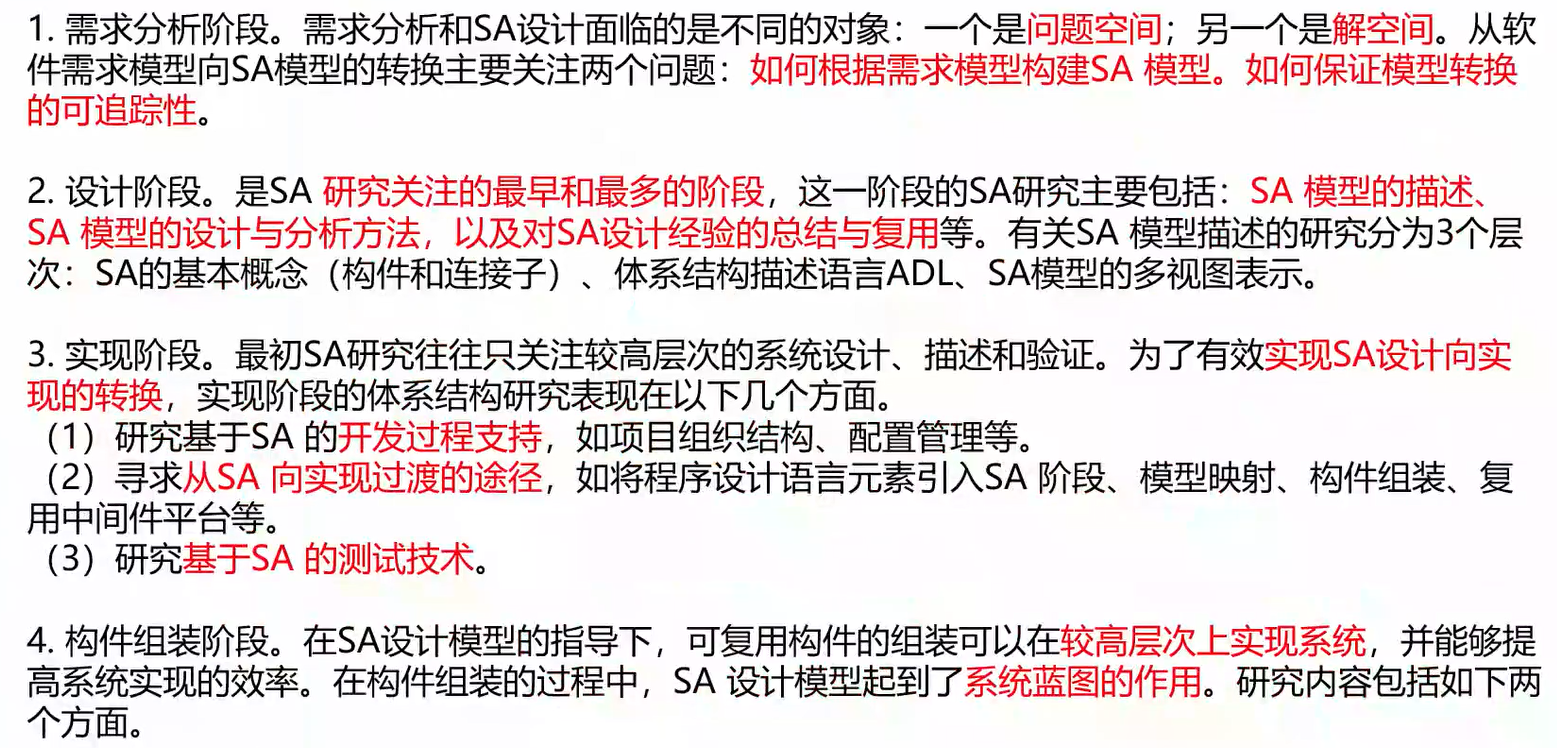 1. 需求分析阶段。需求分析和SA设计面临的是不同的对象：一个是问题空间；另一个是解空间。从软
件需求模型向SA模型的转换主要关注两个问题：如何根据需求模型构建SA 模型。如何保证模型转换
的可追踪性。
2. 设计阶段。是SA 研究关注的最早和最多的阶段，这一阶段的SA研究主要包括：SA 模型的描述、
SA 模型的设计与分析方法，以及对SA设计经验的总结与复用等。有关SA 模型描述的研究分为3个层
次：SA的基本概念（构件和连接子）、体系结构描述语言ADL、SA模型的多视图表示。
3. 实现阶段。最初SA研究往往只关注较高层次的系统设计、描述和验证。为了有效实现SA设计向实
现的转换，实现阶段的体系结构研究表现在以下几个方面。
（1）研究基于SA 的开发过程支持，如项目组织结构、配置管理等。
（2）寻求从SA 向实现过渡的途径，如将程序设计语言元素引入SA 阶段、模型映射、构件组装、复
用中间件平台等。
（3）研究基于SA 的测试技术。
4. 构件组装阶段。在SA设计模型的指导下，可复用构件的组装可以在较高层次上实现系统，并能够提
高系统实现的效率。在构件组装的过程中，SA 设计模型起到了系统蓝图的作用。研究内容包括如下两
个方面。